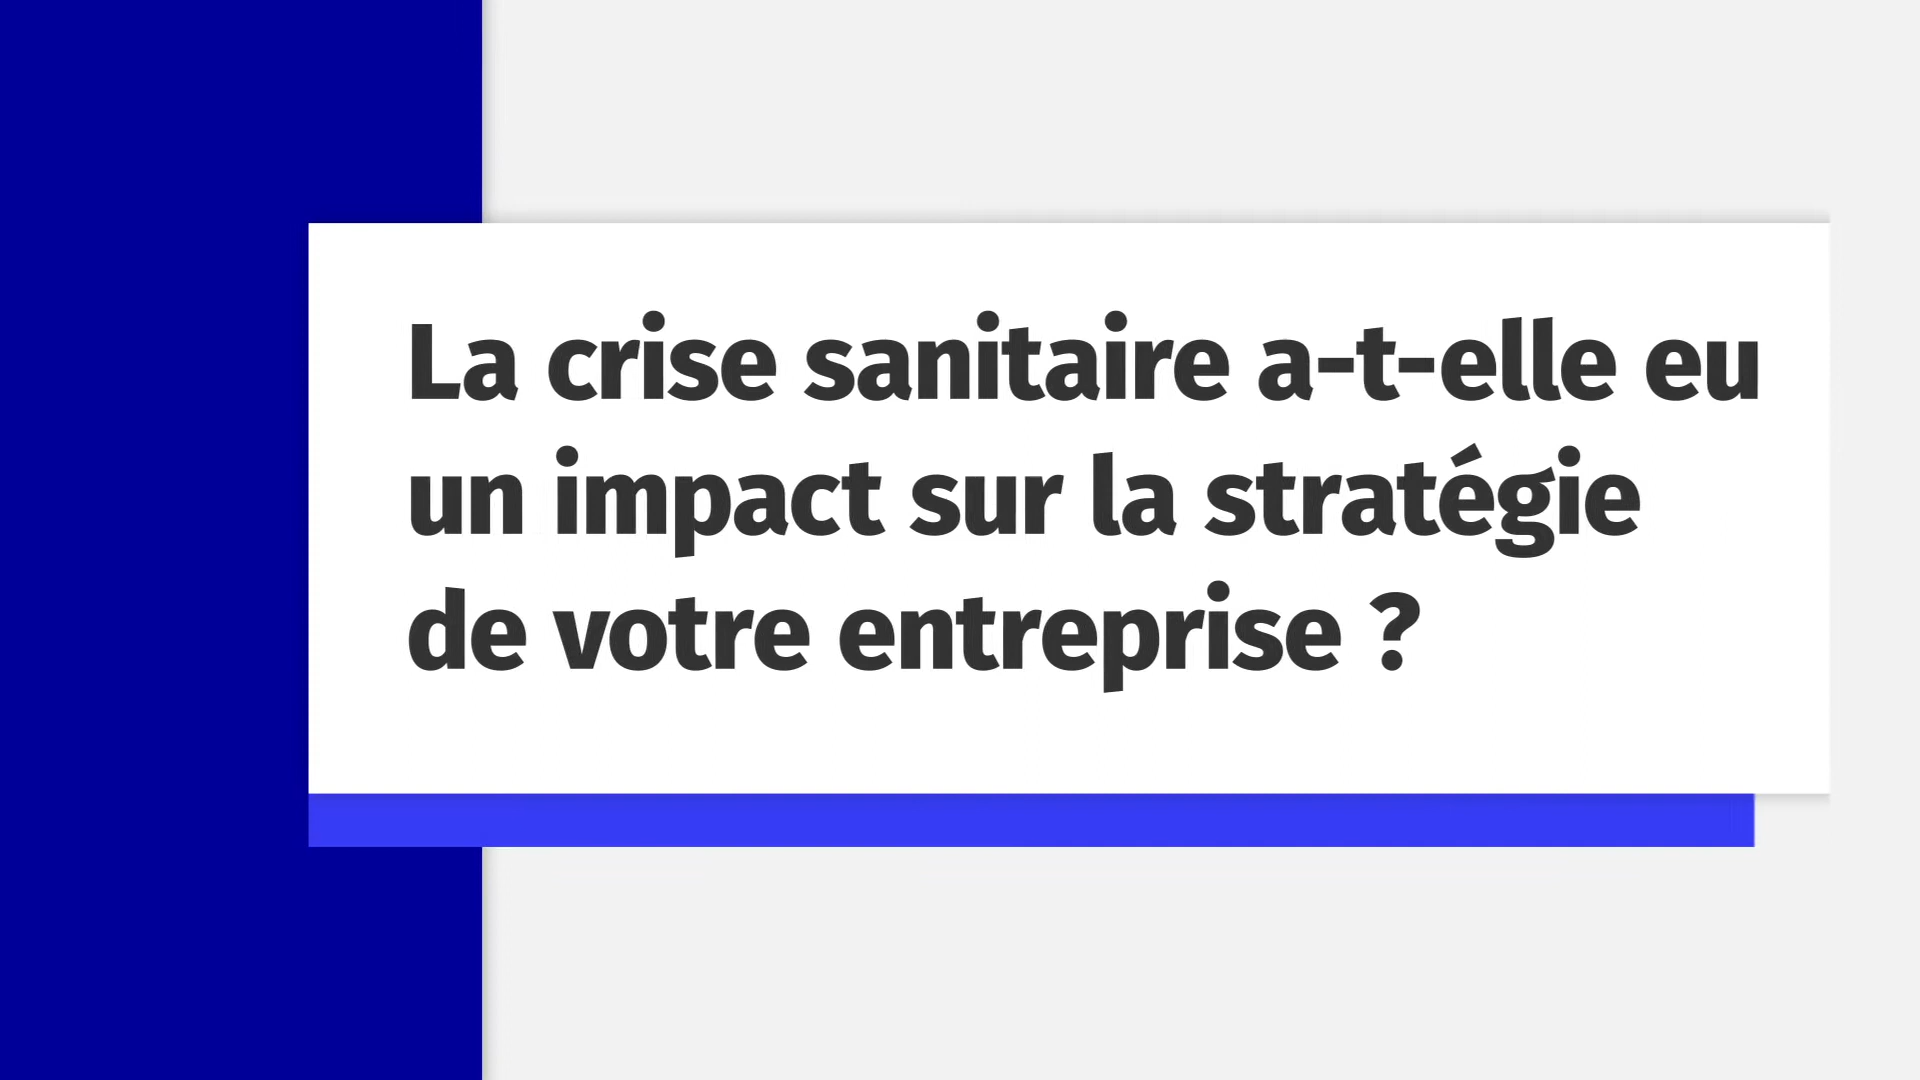 La crise sanitaire a-t-elle eu
un impact sur la stratégie
de votre entreprise ?